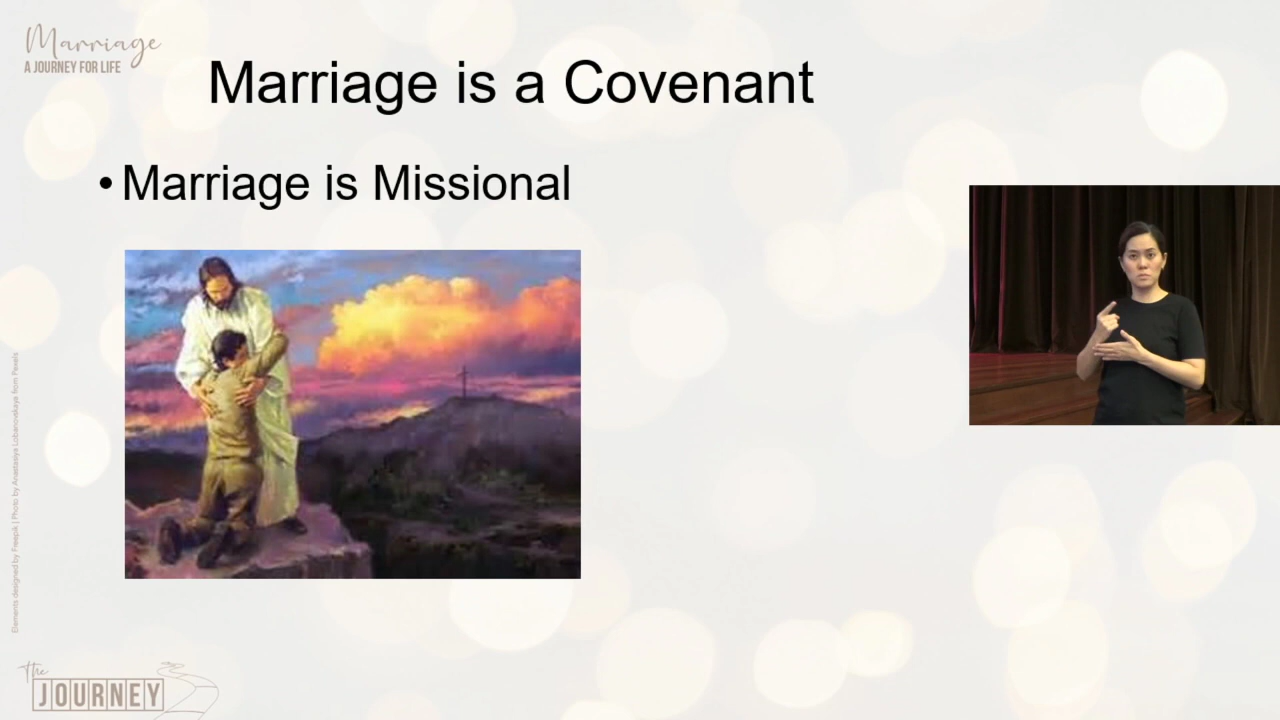 Marriage
A JOURNEY FOR LIFE
Marriage is a Covenant
• Marriage is Missional
Elements designed by Freepik | Photo by Anastasiya Lobanovskaya from Pexels
The
JOURNEY